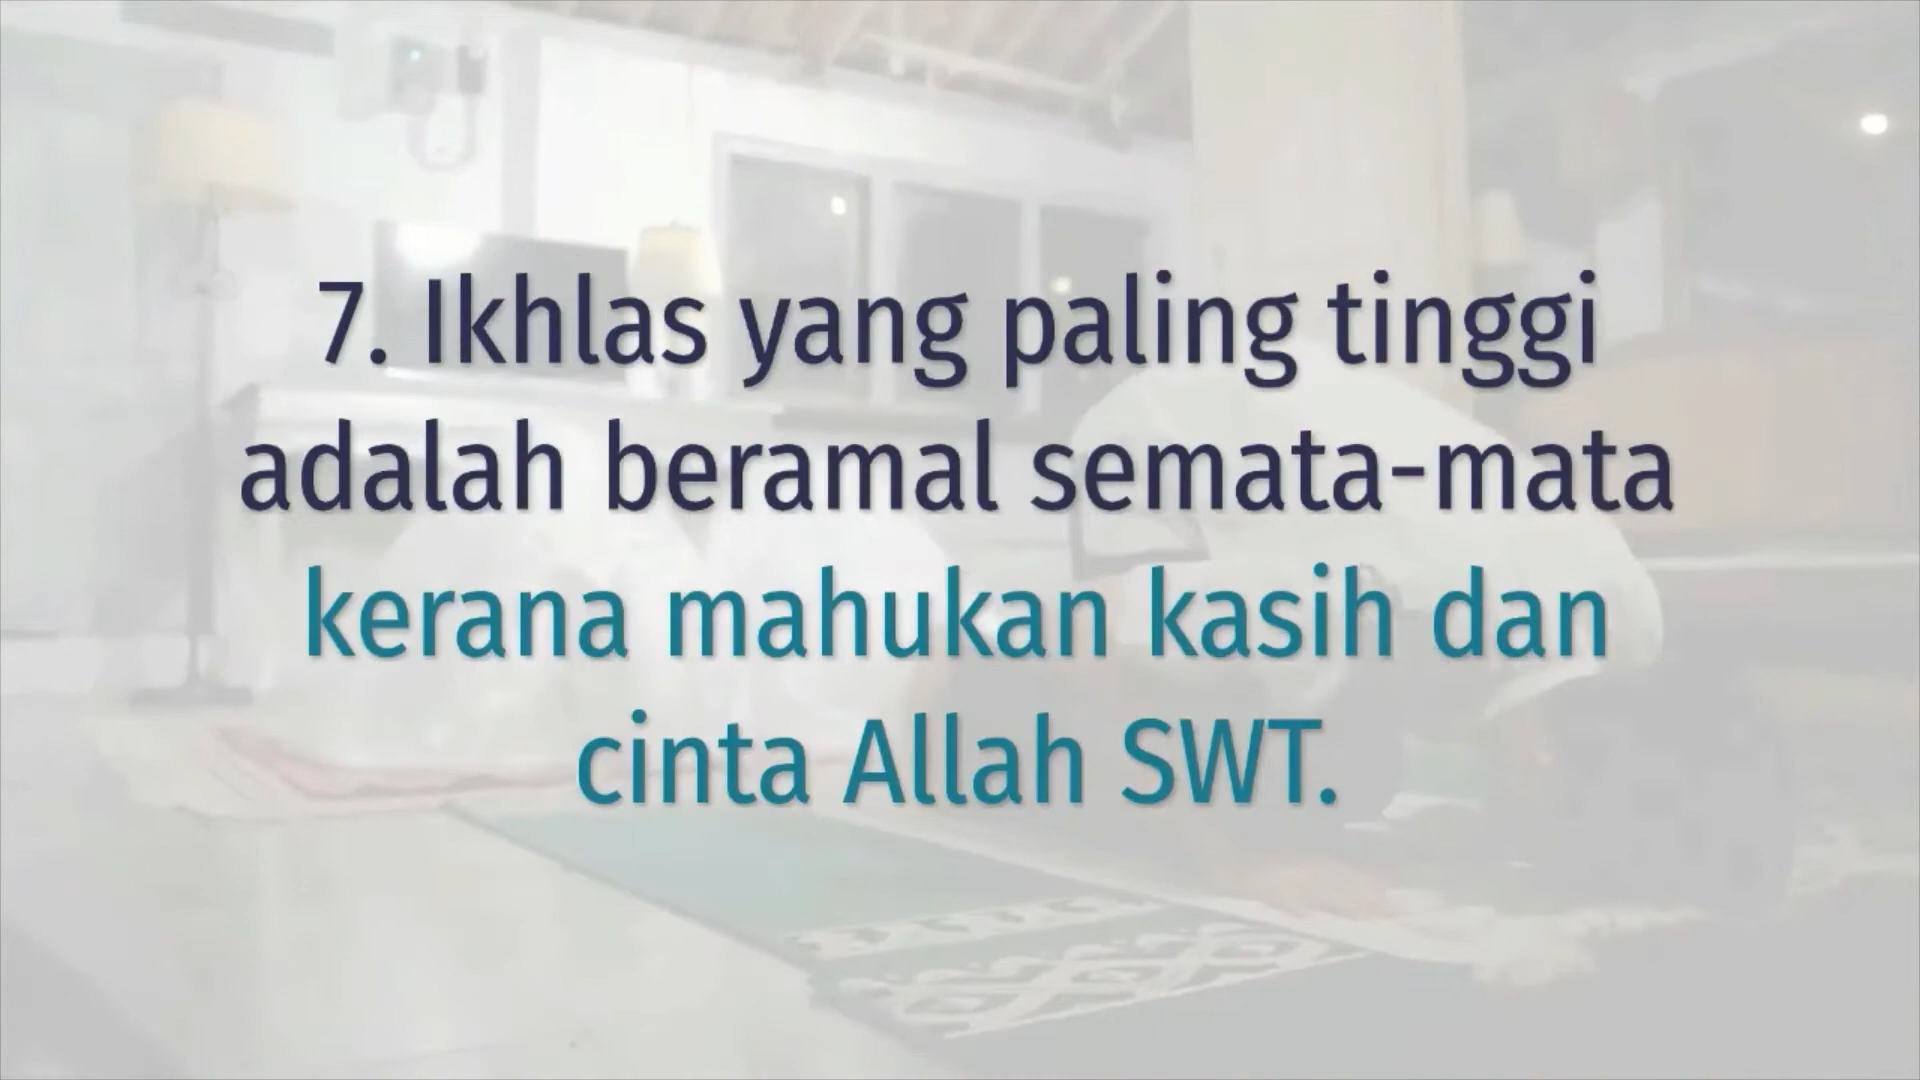 7. Ikhlas yang paling tinggi
adalah beramal semata-mata
kerana mahukan kasih dan
cinta Allah SWT.